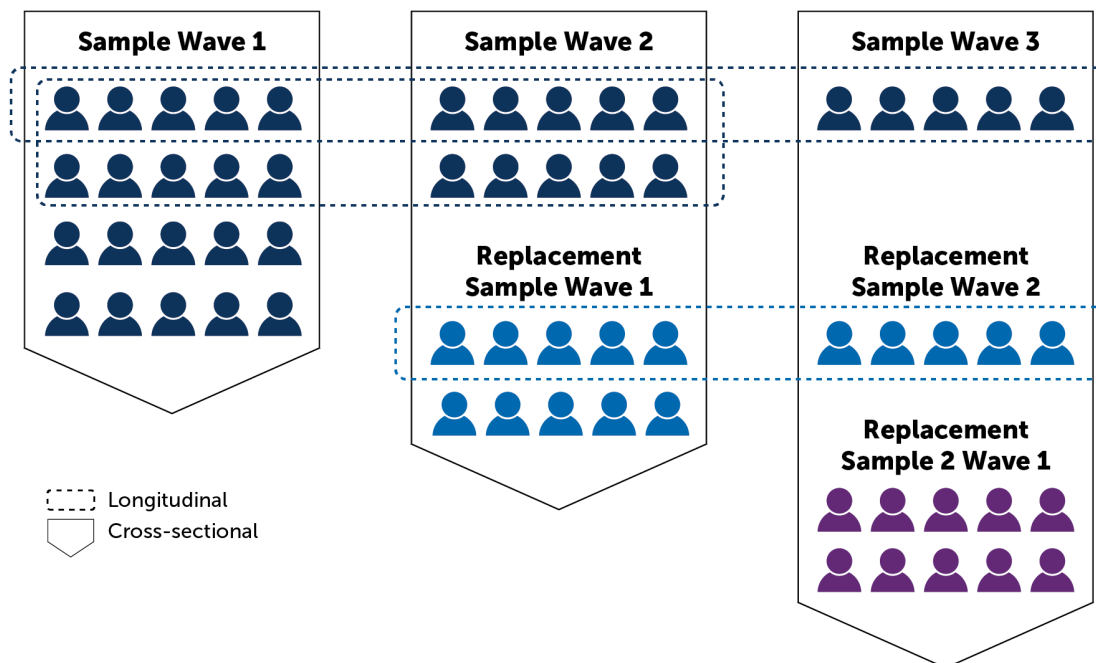 Sample Wave 1
Sample Wave 2
Sample Wave 3
Replacement
Sample Wave 1
Replacement
Sample Wave 2
Replacement
Sample 2 Wave 1
Longitudinal
Cross-sectional